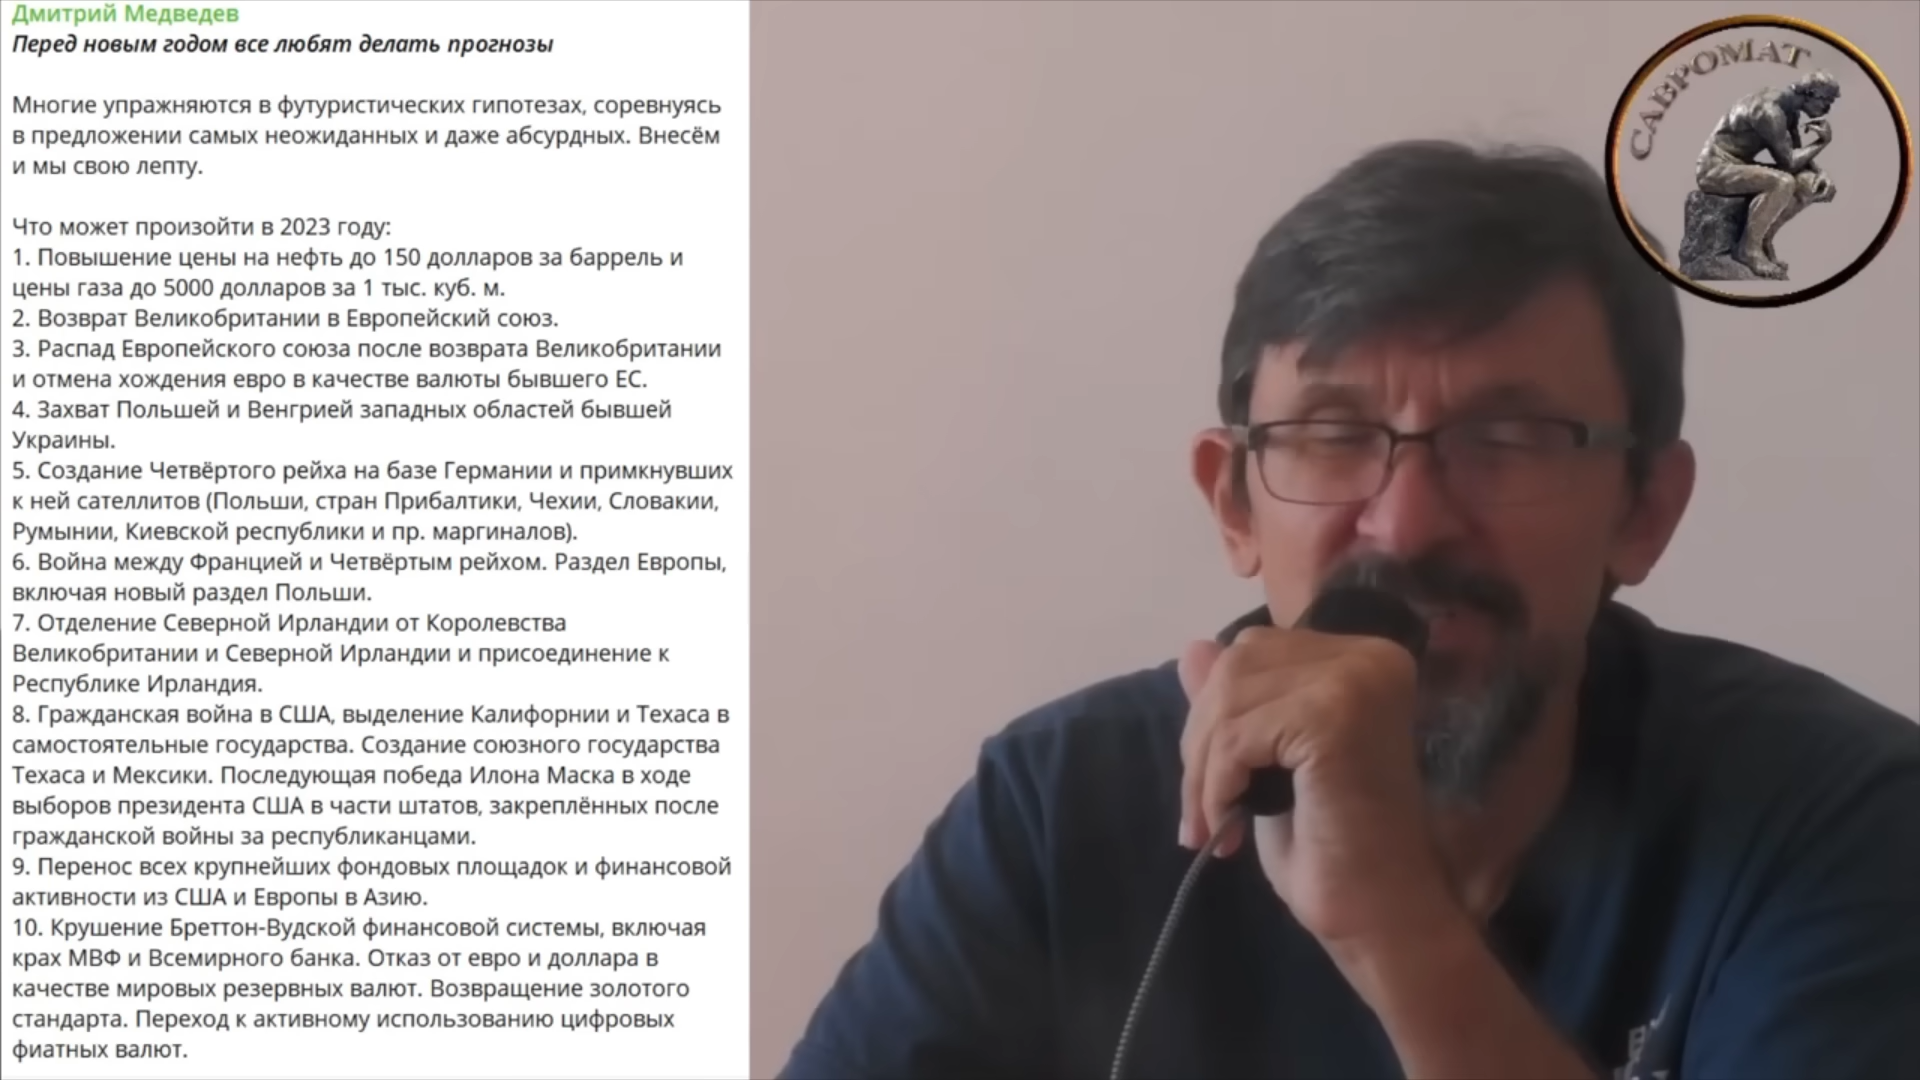 Дмитрий Медведев
Перед новым годом все любят делать прогнозы
Многие упражняются в футуристических гипотезах, соревнуясь
в предложении самых неожиданных и даже абсурдных. Внесём
и мы свою лепту.
Что может произойти в 2023 году:
1. Повышение цены на нефть до 150 долларов за баррель и
цены газа до 5000 долларов за 1 тыс. куб. м.
2. Возврат Великобритании в Европейский союз.
3. Распад Европейского союза после возврата Великобритании
и отмена хождения евро в качестве валюты бывшего ЕС.
4. Захват Польшей и Венгрией западных областей бывшей
Украины.
5. Создание Четвёртого рейха на базе Германии и примкнувших
к ней сателлитов (Польши, стран Прибалтики, Чехии, Словакии,
Румынии, Киевской республики и пр. маргиналов).
6. Война между Францией и Четвёртым рейхом. Раздел Европы,
включая новый раздел Польши.
7. Отделение Северной Ирландии от Королевства
Великобритании и Северной Ирландии и присоединение к
Республике Ирландия.
8. Гражданская война в США, выделение Калифорнии и Техаса в
самостоятельные государства. Создание союзного государства
Техаса и Мексики. Последующая победа Илона Маска в ходе
выборов президента США в части штатов, закреплённых после
гражданской войны за республиканцами.
9. Перенос всех крупнейших фондовых площадок и финансовой
активности из США и Европы в Азию.
10. Крушение Бреттон-Вудской финансовой системы, включая
крах МВФ и Всемирного банка. Отказ от евро и доллара в
качестве мировых резервных валют. Возвращение золотого
стандарта. Переход к активному использованию цифровых
фиатных валют.
САВРОМАТ